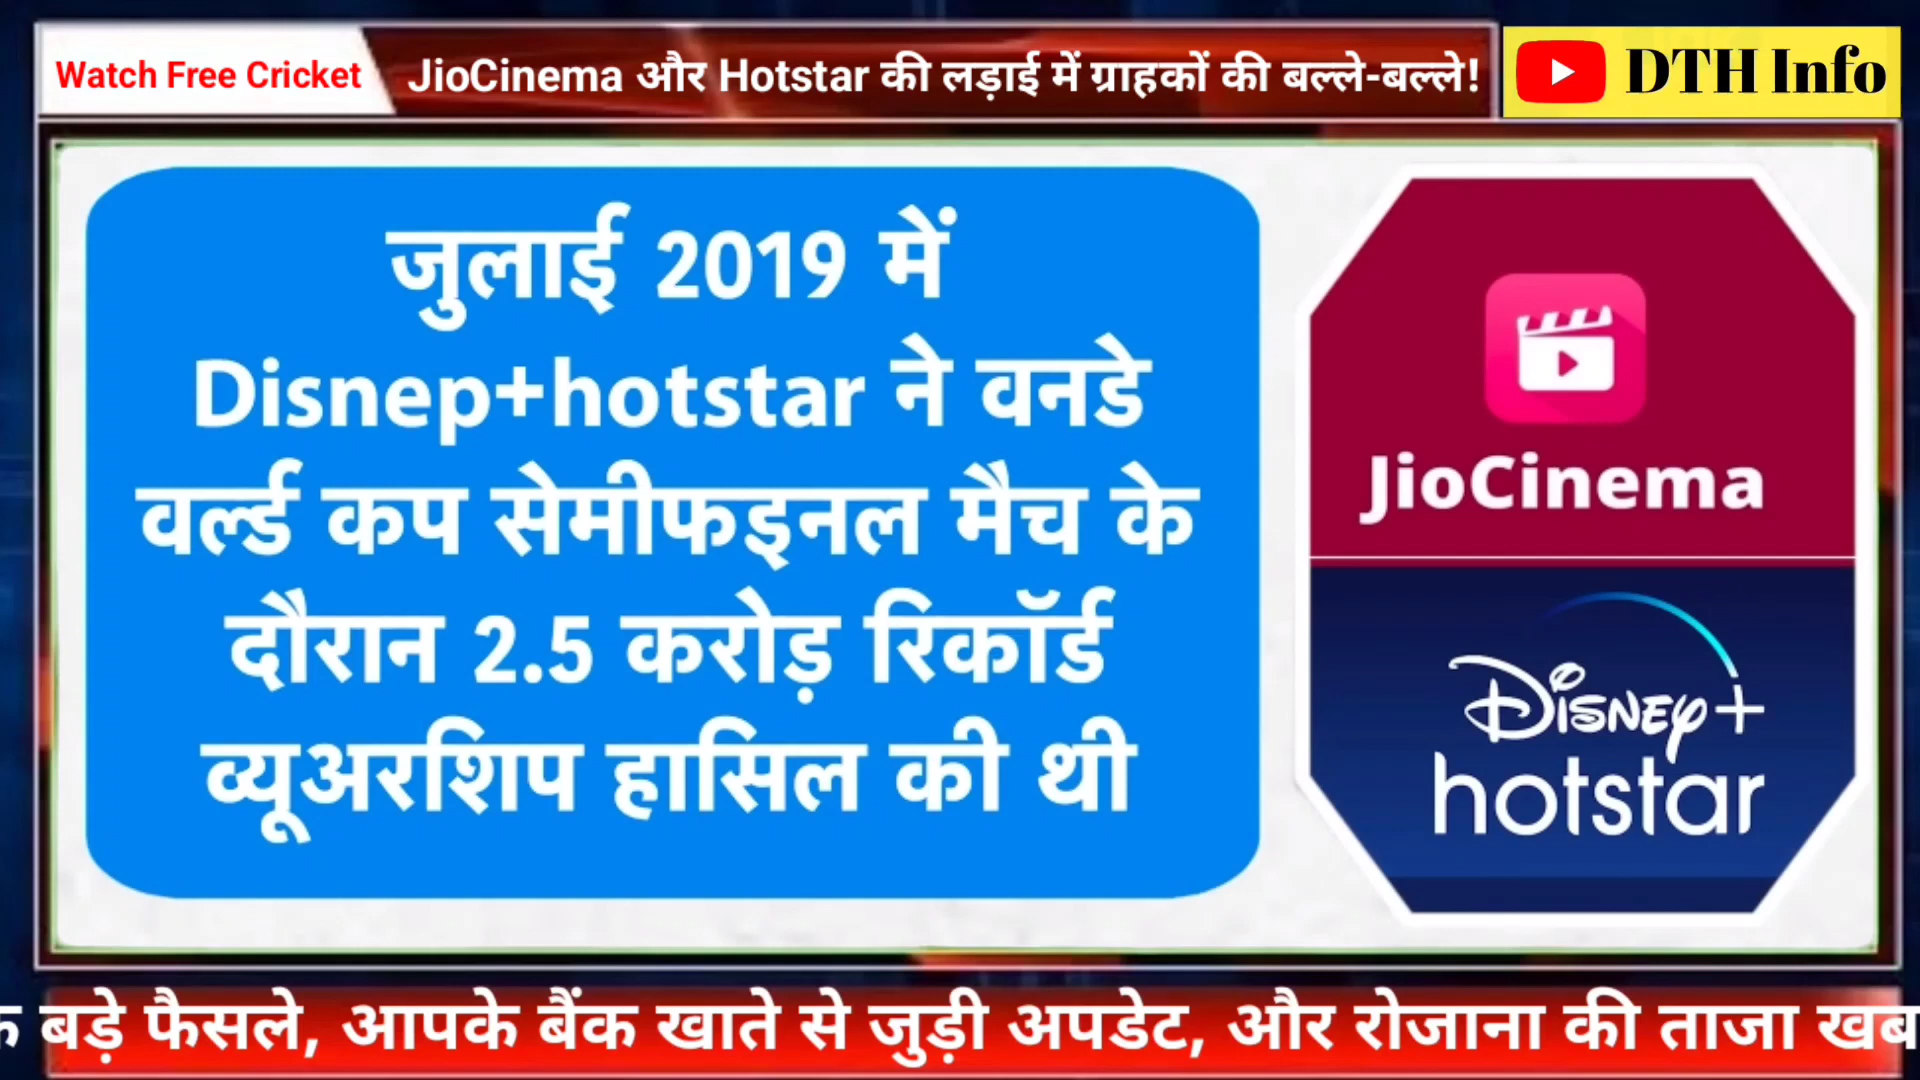 Watch Free Cricket
JioCinema और Hotstar की लड़ाई में ग्राहकों की बल्ले-बल्ले!
DTH Info
जुलाई 2019 में
Disnep+hotstar ने वनडे
वर्ल्ड कप सेमीफइनल मैच के
दौरान 2.5 करोड़ रिकॉर्ड
व्यूअरशिप हासिल की थी
JioCinema
Disney+
hotstar
बड़े फैसले, आपके बैंक खाते से जुड़ी अपडेट, और रोजाना की ताजा